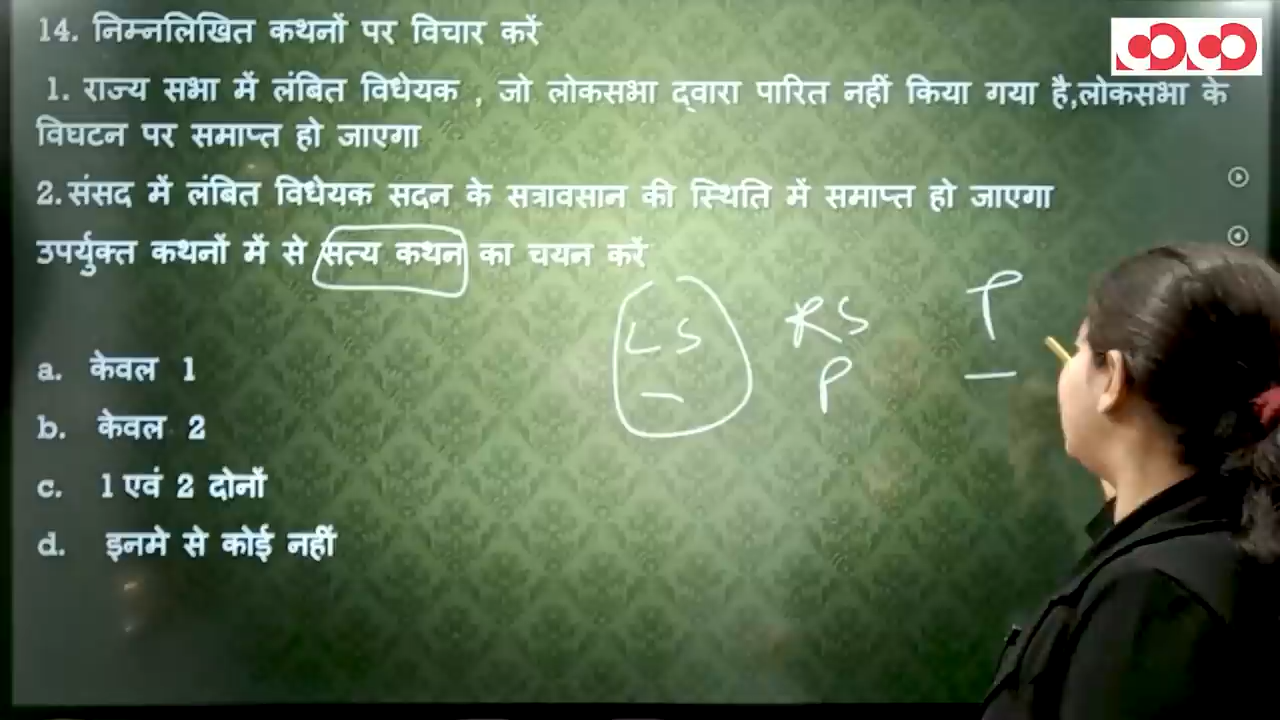 14. निम्नलिखित कथनों पर विचार करें
1. राज्य सभा में लंबित विधेयक , जो लोकसभा द्वारा पारित नहीं किया गया है,लोकसभा के
विघटन पर समाप्त हो जाएगा
2.संसद में लंबित विधेयक सदन के सत्रावसान की स्थिति में समाप्त हो जाएगा
उपर्युक्त कथनों में से सत्य कथन का चयन करें
LS RS P
P
a. केवल 1
b. केवल 2
c. 1 एवं 2 दोनों
d. इनमे से कोई नहीं